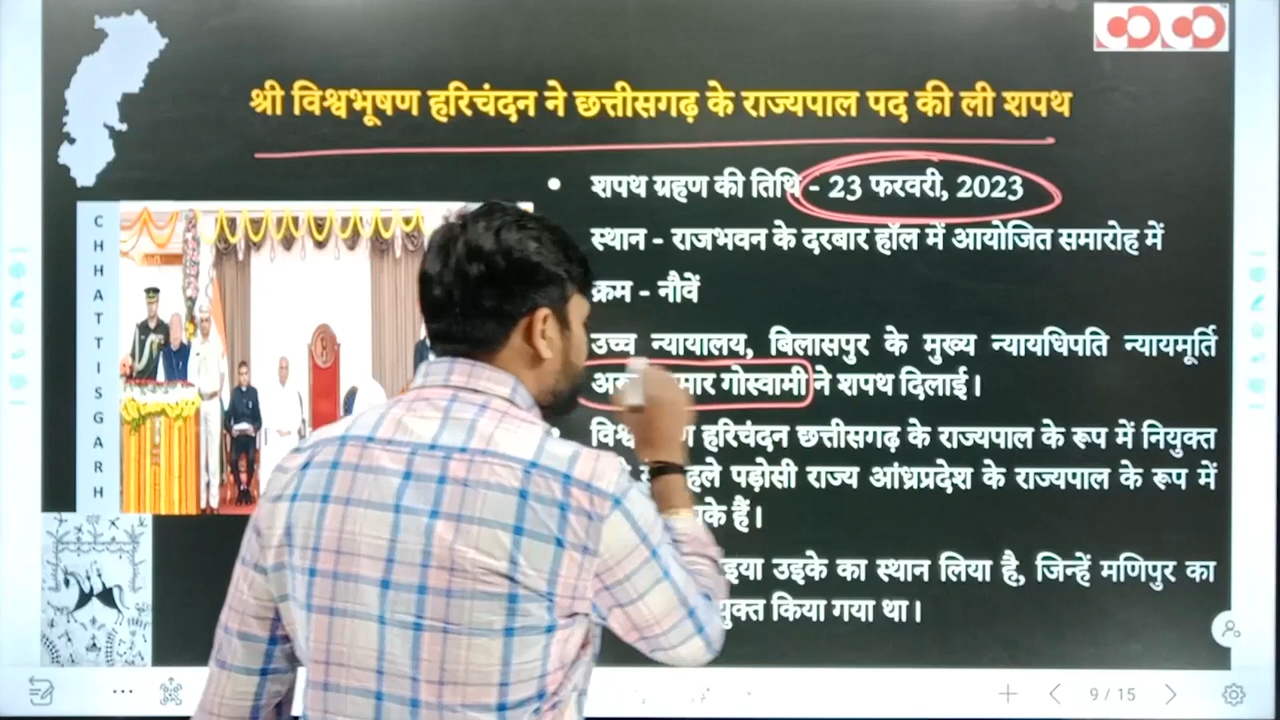 श्री विश्वभूषण हरिचंदन ने छत्तीसगढ़ के राज्यपाल पद की ली शपथ
शपथ ग्रहण की तिथि - 23 फरवरी, 2023
स्थान - राजभवन के दरबार हॉल में आयोजित समारोह में
क्रम - नौवें
उच्च न्यायालय, बिलासपुर के मुख्य न्यायधिपति न्यायमूर्ति
गोस्वामी ने शपथ दिलाई।
हरिचंदन छत्तीसगढ़ के राज्यपाल के रूप में नियुक्त
पड़ोसी राज्य आंध्रप्रदेश के राज्यपाल के रूप में
हैं।
उइके का स्थान लिया है, जिन्हें मणिपुर का
किया गया था।
CHHATTISGARH
9 / 15